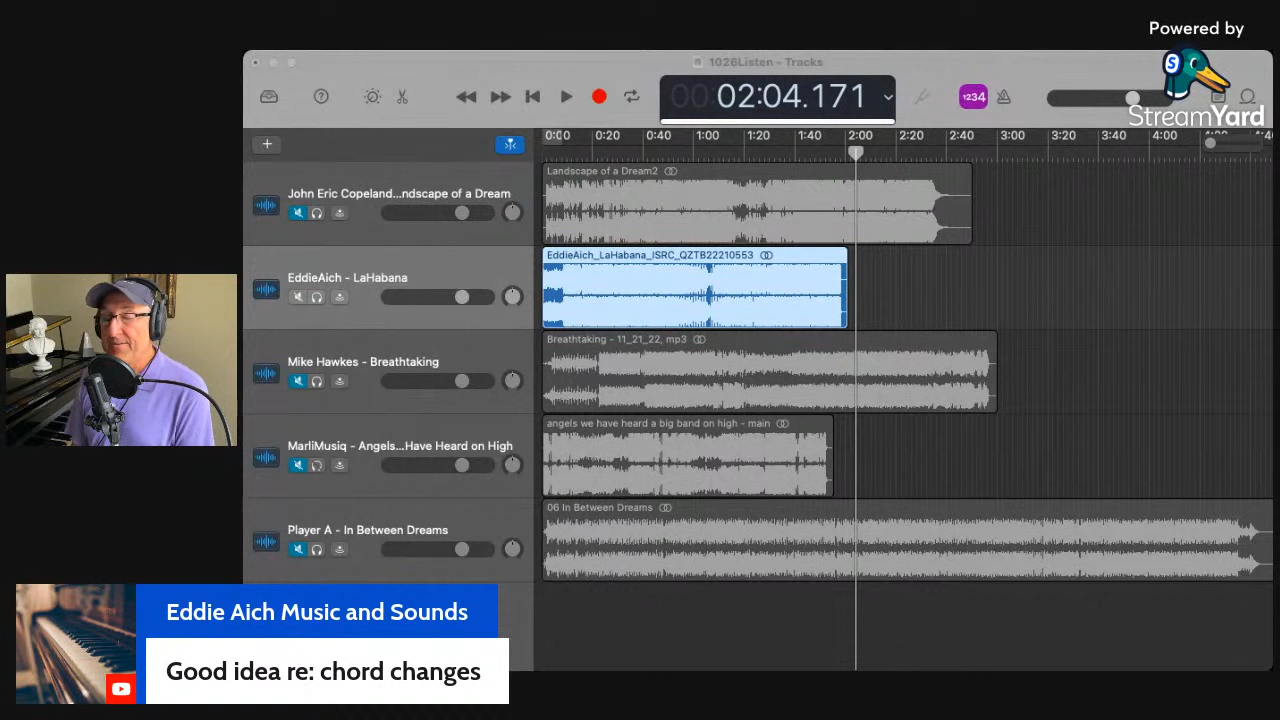 Powered by
StreamYard
1026Listen - Tracks
00:02:04.171
1234
0:00 0:20 0:40 1:00 1:20 1:40 2:00 2:20 2:40 3:00 3:20 3:40 4:00
John Eric Copeland...ndscape of a Dream
Landscape of a Dream2
EddieAich - LaHabana
EddieAich_LaHabana_ISRC_QZTB22210553
Mike Hawkes - Breathtaking
Breathtaking - 11_21_22, mp3
MarliMusiq - Angels...Have Heard on High
angels we have heard a big band on high - main
Player A - In Between Dreams
06 In Between Dreams
Eddie Aich Music and Sounds
Good idea re: chord changes